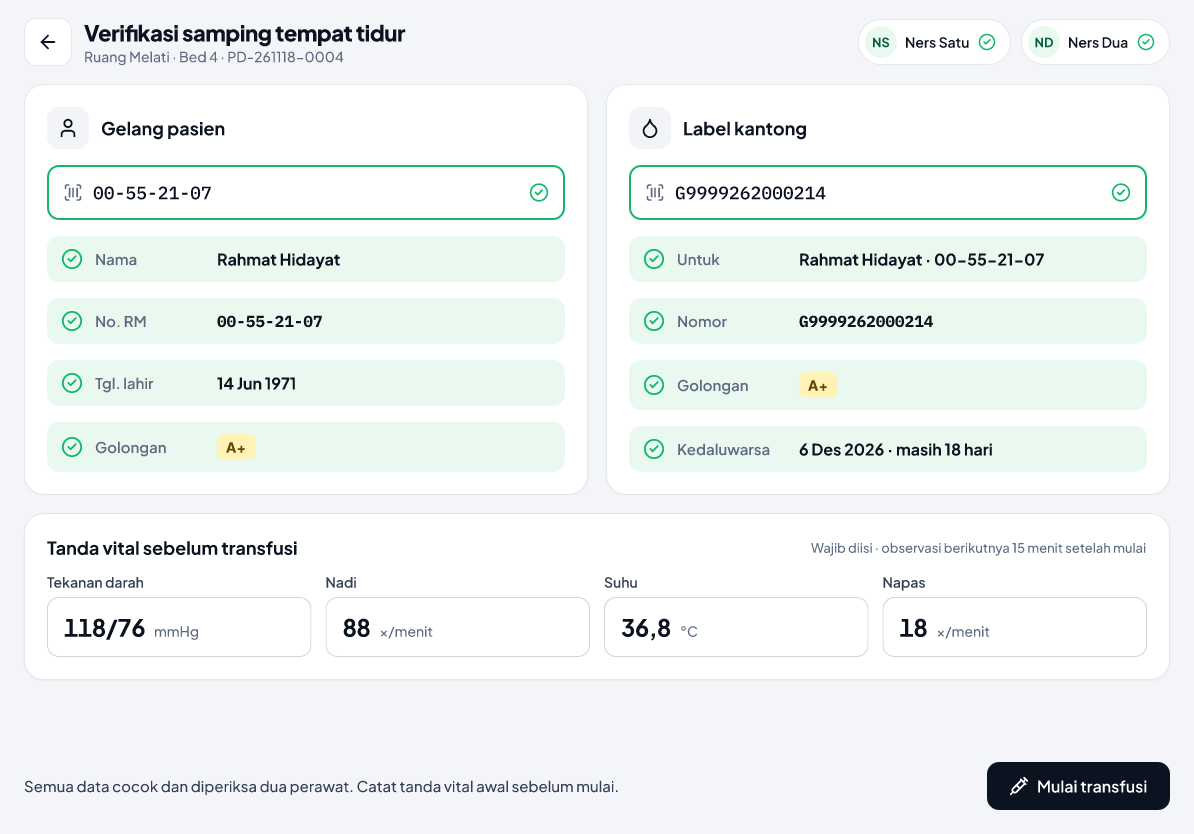 Verifikasi samping tempat tidur
Ruang Melati · Bed 4 · PD-261118-0004
NS Ners Satu
ND Ners Dua
Gelang pasien
00-55-21-07
Nama Rahmat Hidayat
No. RM 00-55-21-07
Tgl. lahir 14 Jun 1971
Golongan A+
Label kantong
G9999262000214
Untuk Rahmat Hidayat · 00-55-21-07
Nomor G9999262000214
Golongan A+
Kedaluwarsa 6 Des 2026 · masih 18 hari
Tanda vital sebelum transfusi
Wajib diisi · observasi berikutnya 15 menit setelah mulai
Tekanan darah
118/76 mmHg
Nadi
88 ×/menit
Suhu
36,8 °C
Napas
18 ×/menit
Semua data cocok dan diperiksa dua perawat. Catat tanda vital awal sebelum mulai.
Mulai transfusi